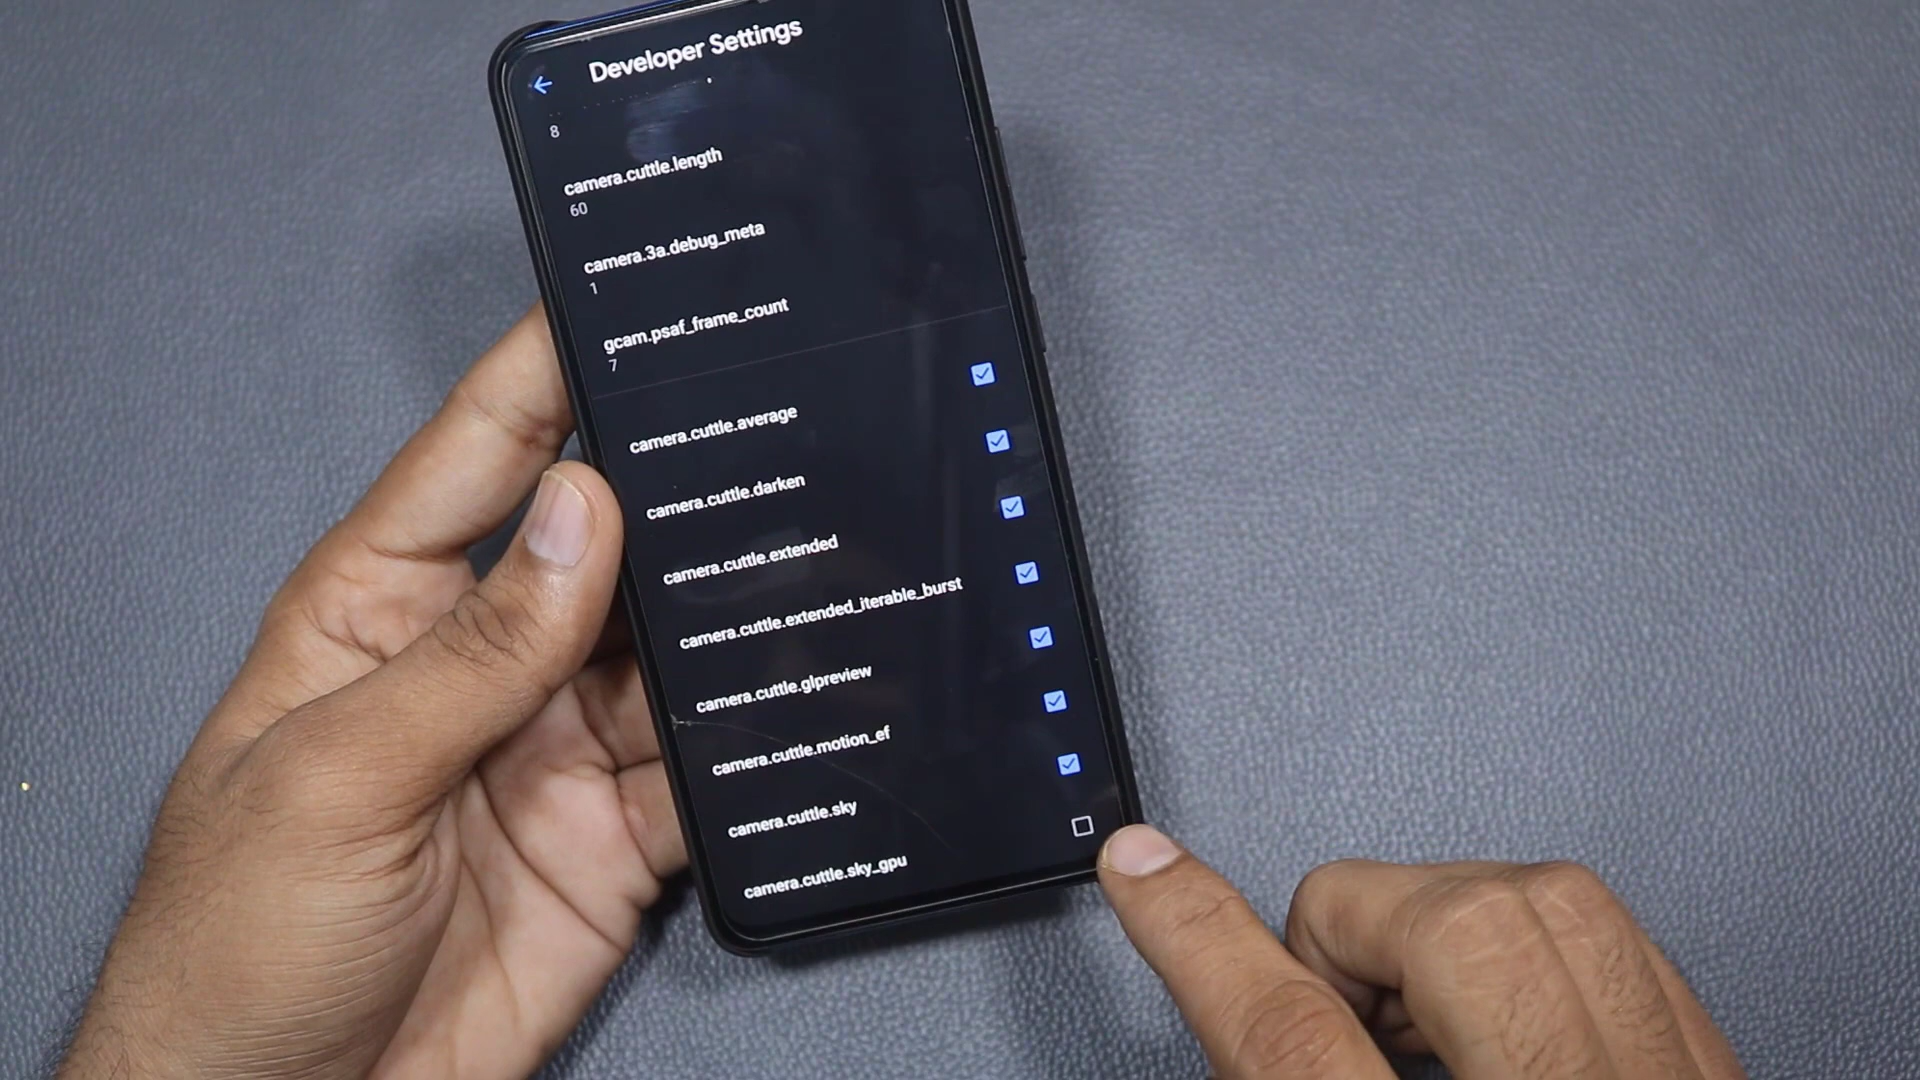 Developer Settings
8
camera.cuttle.length
60
camera.3a.debug_meta
1
gcam.psaf_frame_count
7
camera.cuttle.average
camera.cuttle.darken
camera.cuttle.extended
camera.cuttle.extended_iterable_burst
camera.cuttle.glpreview
camera.cuttle.motion_ef
camera.cuttle.sky
camera.cuttle.sky_gpu